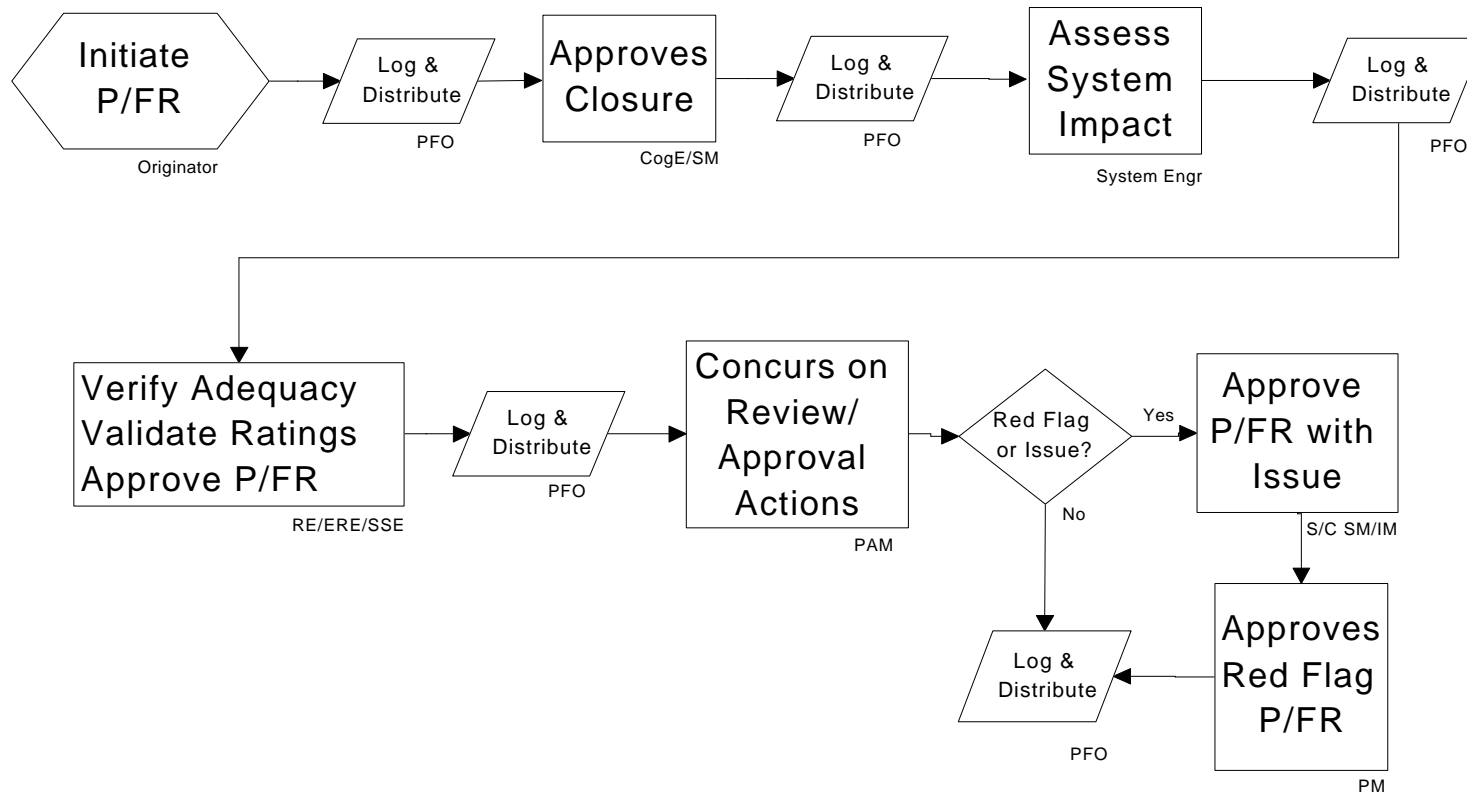 Initiate
P/FR
Originator
Log &
Distribute
PFO
Approves
Closure
CogE/SM
Log &
Distribute
PFO
Assess
System
Impact
System Engr
Log &
Distribute
PFO
Verify Adequacy
Validate Ratings
Approve P/FR
RE/ERE/SSE
Log &
Distribute
PFO
Concurs on
Review/
Approval
Actions
PAM
Red Flag
or Issue?
Yes
No
Approve
P/FR with
Issue
S/C SM/IM
Approves
Red Flag
P/FR
PM
Log &
Distribute
PFO